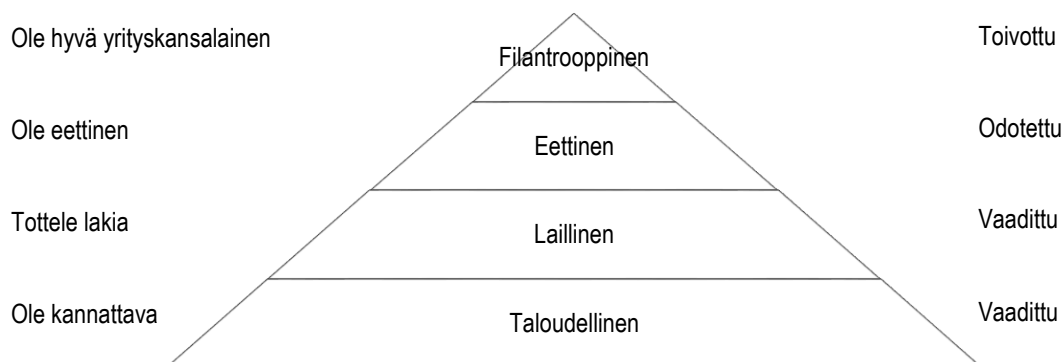 Ole hyvä yrityskansalainen
Filantrooppinen
Toivottu
Ole eettinen
Eettinen
Odotettu
Tottele lakia
Laillinen
Vaadittu
Ole kannattava
Taloudellinen
Vaadittu